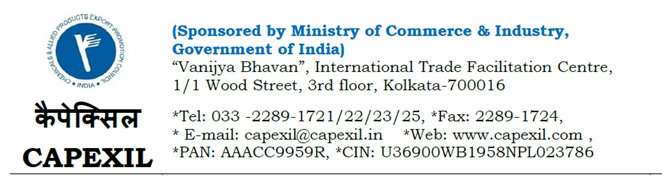 CHEMICALS & ALLIED PRODUCTS EXPORT PROMOTION COUNCIL
• INDIA •
कैपेक्सिल
CAPEXIL
(Sponsored by Ministry of Commerce & Industry,
Government of India)
“Vanijya Bhavan”, International Trade Facilitation Centre,
1/1 Wood Street, 3rd floor, Kolkata-700016
*Tel: 033 -2289-1721/22/23/25, *Fax: 2289-1724,
* E-mail: capexil@capexil.in *Web: www.capexil.com ,
*PAN: AAACC9959R, *CIN: U36900WB1958NPL023786